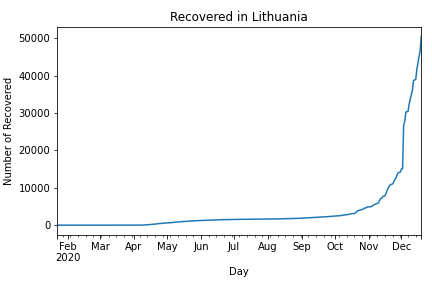 Recovered in Lithuania
Number of Recovered
50000
40000
30000
20000
10000
0
Feb Mar Apr May Jun Jul Aug Sep Oct Nov Dec
2020
Day